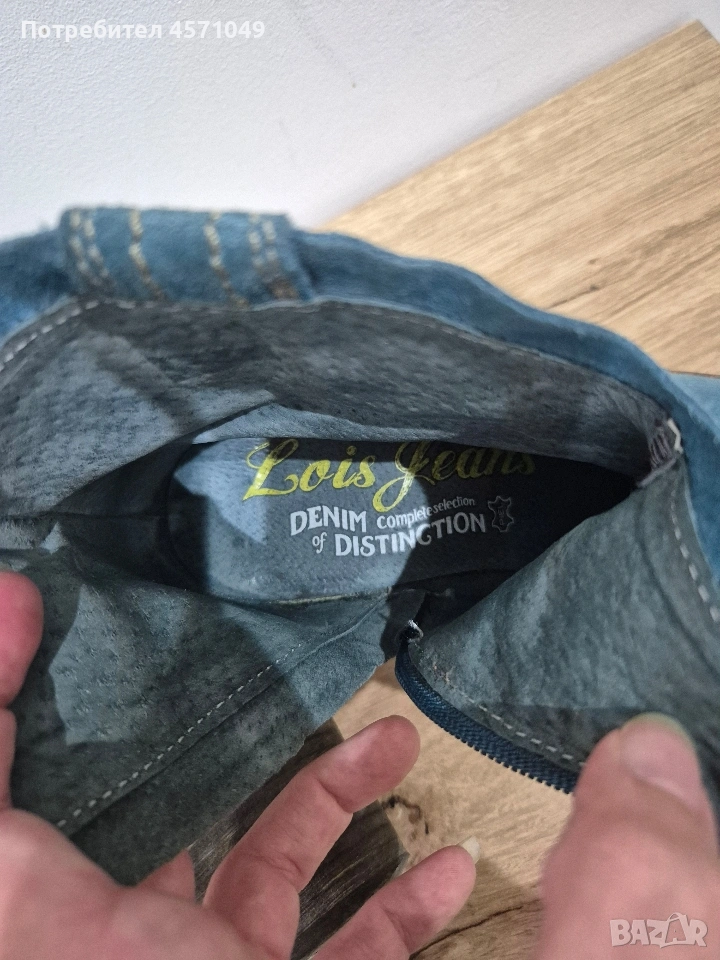 Потребител 4571049
Lois Jeans
DENIM complete selection
of DISTINCTION
BAZAR